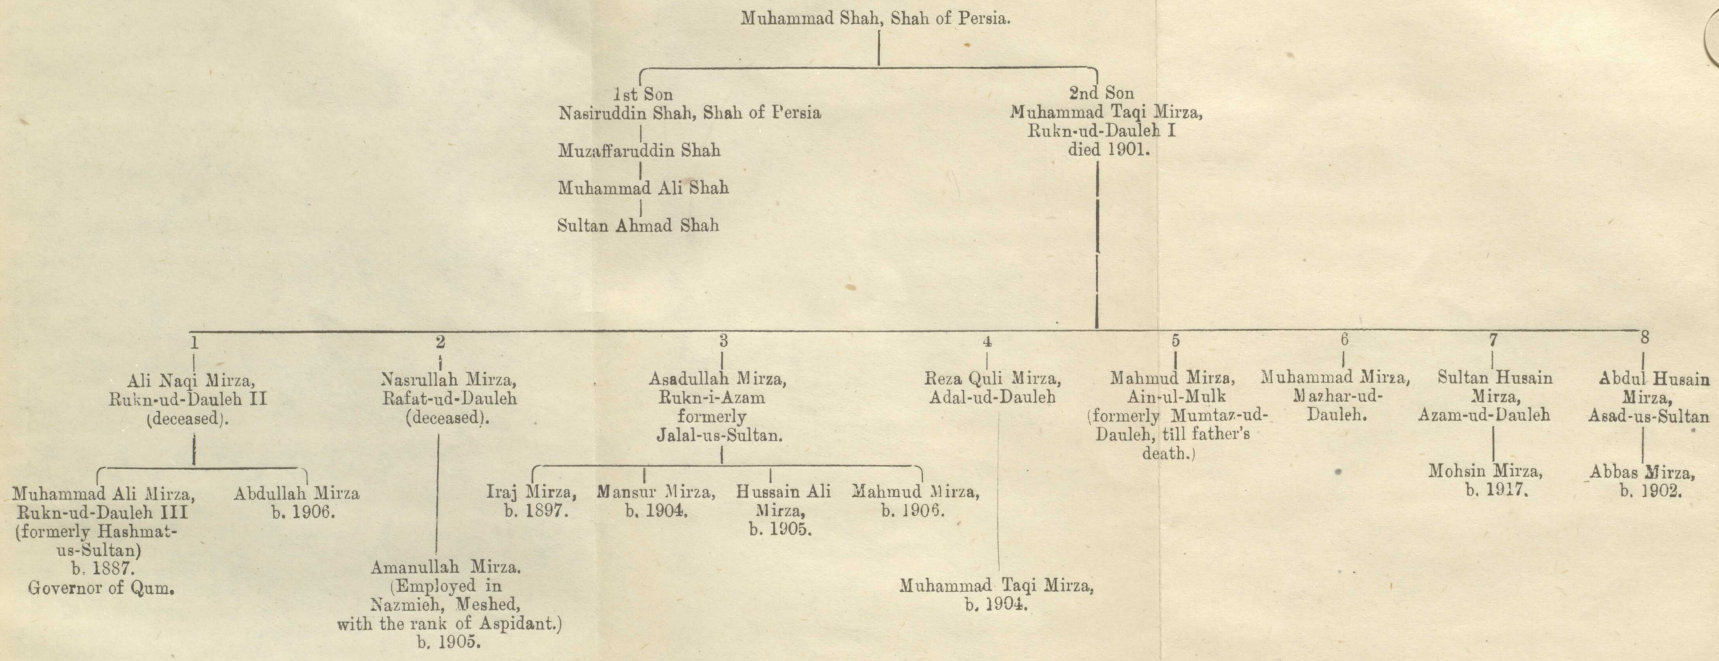 Muhammad Shah, Shah of Persia.
1st Son
Nasiruddin Shah, Shah of Persia
Muzaffaruddin Shah
Muhammad Ali Shah
Sultan Ahmad Shah
2nd Son
Muhammad Taqi Mirza,
Rukn-ud-Dauleh I
died 1901.
1
Ali Naqi Mirza,
Rukn-ud-Dauleh II
(deceased).
Muhammad Ali Mirza,
Rukn-ud-Dauleh III
(formerly Hashmat-
us-Sultan)
b. 1887.
Governor of Qum.
Abdullah Mirza
b. 1906.
2
Nasrullah Mirza,
Rafat-ud-Dauleh
(deceased).
Amanullah Mirza.
(Employed in
Nazmieh, Meshed,
with the rank of Aspidant.)
b. 1905.
3
Asadullah Mirza,
Rukn-i-Azam
formerly
Jalal-us-Sultan.
Iraj Mirza,
b. 1897.
Mansur Mirza,
b. 1904.
Hussain Ali
Mirza,
b. 1905.
Mahmud Mirza,
b. 1906.
4
Reza Quli Mirza,
Adal-ud-Dauleh
Muhammad Taqi Mirza,
b. 1904.
5
Mahmud Mirza,
Ain-ul-Mulk
(formerly Mumtaz-ud-
Dauleh, till father's
death.)
6
Muhammad Mirza,
Mazhar-ud-
Dauleh.
7
Sultan Husain
Mirza,
Azam-ud-Dauleh
Mohsin Mirza,
b. 1917.
8
Abdul Husain
Mirza,
Asad-us-Sultan
Abbas Mirza,
b. 1902.